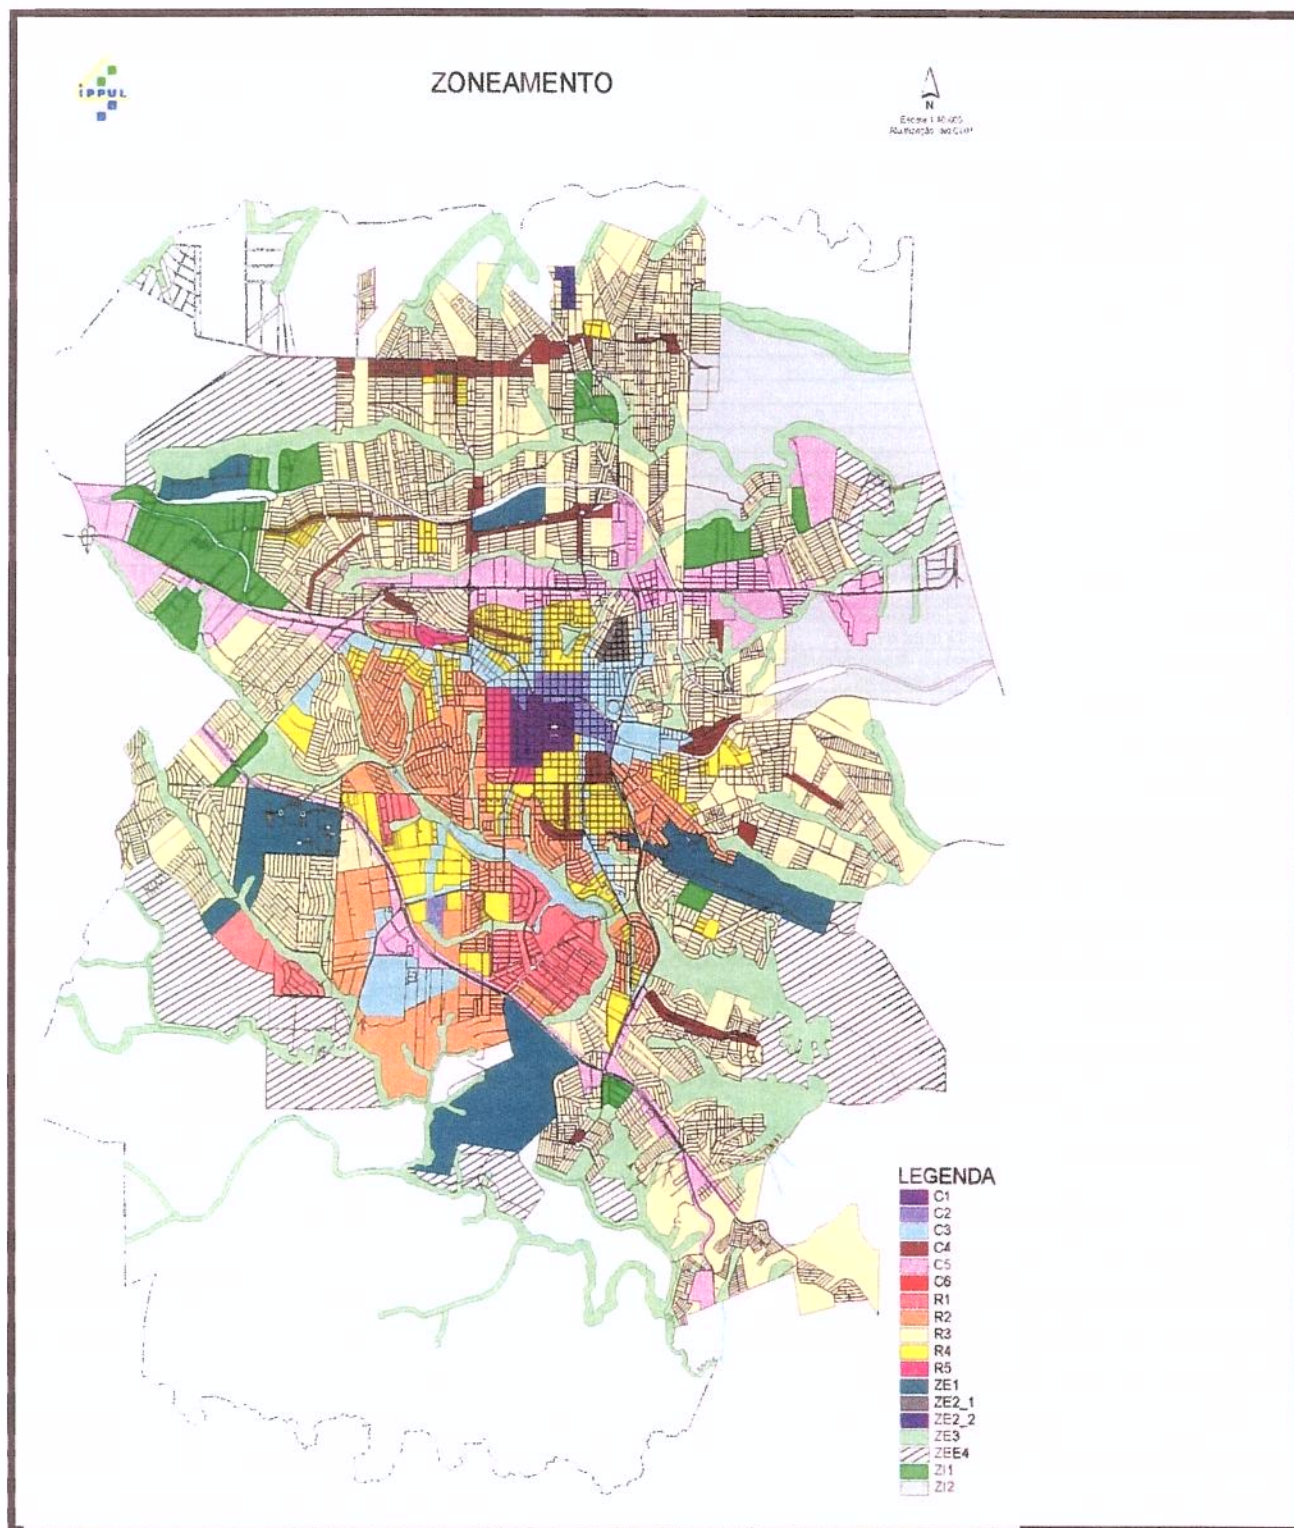 iPPUL
ZONEAMENTO
N
LEGENDA
C1
C2
C3
C4
C5
C6
R1
R2
R3
R4
R5
ZE1
ZE2_1
ZE2_2
ZE3
ZEE4
ZI1
ZI2